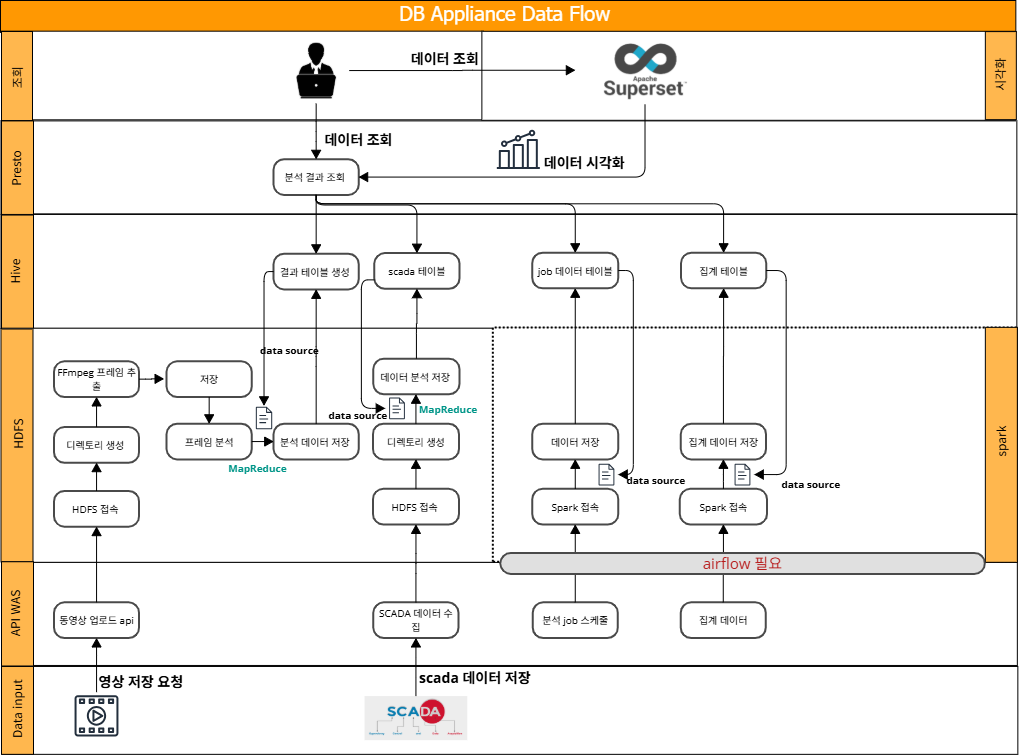 DB Appliance Data Flow
조회
데이터 조회
Apache
Superset
시각화
Presto
데이터 조회
데이터 시각화
분석 결과 조회
Hive
결과 테이블 생성
scada 테이블
job 데이터 테이블
집계 테이블
HDFS
data source
FFmpeg 프레임 추
출
저장
데이터 분석 저장
data source
MapReduce
디렉토리 생성
프레임 분석
분석 데이터 저장
디렉토리 생성
데이터 저장
집계 데이터 저장
MapReduce
data source
data source
HDFS 접속
HDFS 접속
Spark 접속
Spark 접속
spark
airflow 필요
API WAS
동영상 업로드 api
SCADA 데이터 수
집
분석 job 스케줄
집계 데이터
Data input
영상 저장 요청
scada 데이터 저장
SCADA